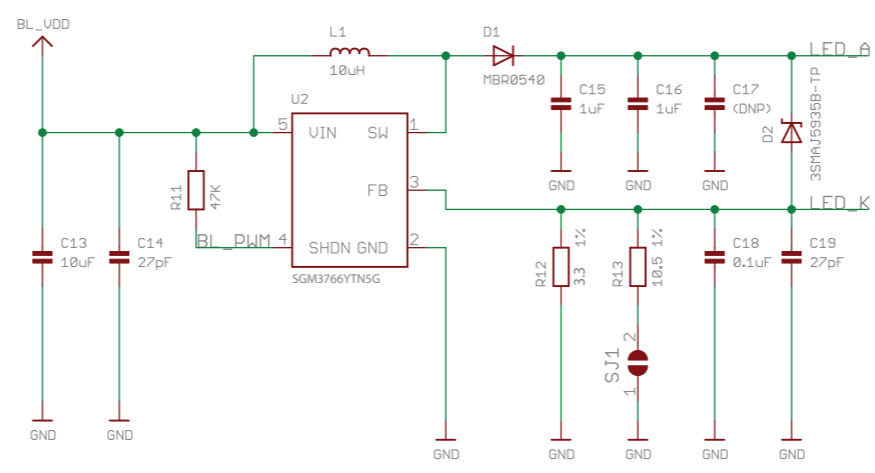 BL_VDD
L1
10uH
D1
MBR0540
LED_A
U2
5
VIN
SW
1
FB
3
BL_PWM
4
SHDN
GND
2
SGM3766YTN5G
R11
47K
C13
10uF
C14
27pF
C15
1uF
C16
1uF
C17
(DNP)
D2
3SMAJ5935B-TP
GND
GND
GND
LED_K
R12
3.3 1%
R13
10.5 1%
C18
0.1uF
C19
27pF
2
SJ1
1
GND
GND
GND
GND
GND
GND
GND